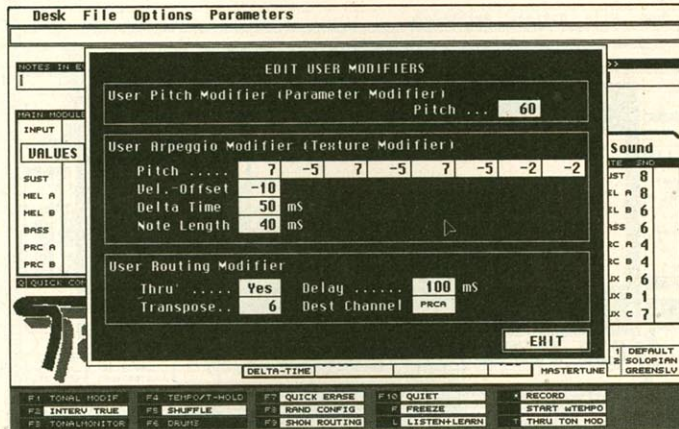 Desk File Options Parameters
NOTES IN E
EDIT USER MODIFIERS
User Pitch Modifier (Parameter Modifier)
Pitch ... 60
MAIN MODULE
INPUT
VALUES
SUST
MEL A
MEL B
BASS
PRC A
PRC B
User Arpeggio Modifier (Texture Modifier)
Pitch ..... 7 -5 7 -5 7 -5 -2 -2
Vel.-Offset -10
Delta Time 50 mS
Note Length 40 mS
Sound
TE SND
UST 8
EL A 8
EL B 6
ASS 6
RC A 4
RC B 4
UX A 6
UX B 1
UX C 7
QUICK CON
User Routing Modifier
Thru' ..... Yes Delay ...... 100 mS
Transpose.. 6 Dest Channel PRCA
EXIT
DELTA-TIME
MASTERTUNE
1 DEFAULT
2 SOLOPIAN
GREENSLV
F1 TONAL MODIF F4 TEMPO/T-HOLD F7 QUICK ERASE F10 QUIET * RECORD
F2 INTERV TRUE F5 SHUFFLE F8 RAND CONFIG F FREEZE START WTEMPO
F3 TONALMONITOR F6 DRUMS F9 SHOW ROUTING L LISTEN+LEARN T THRU TON MOD